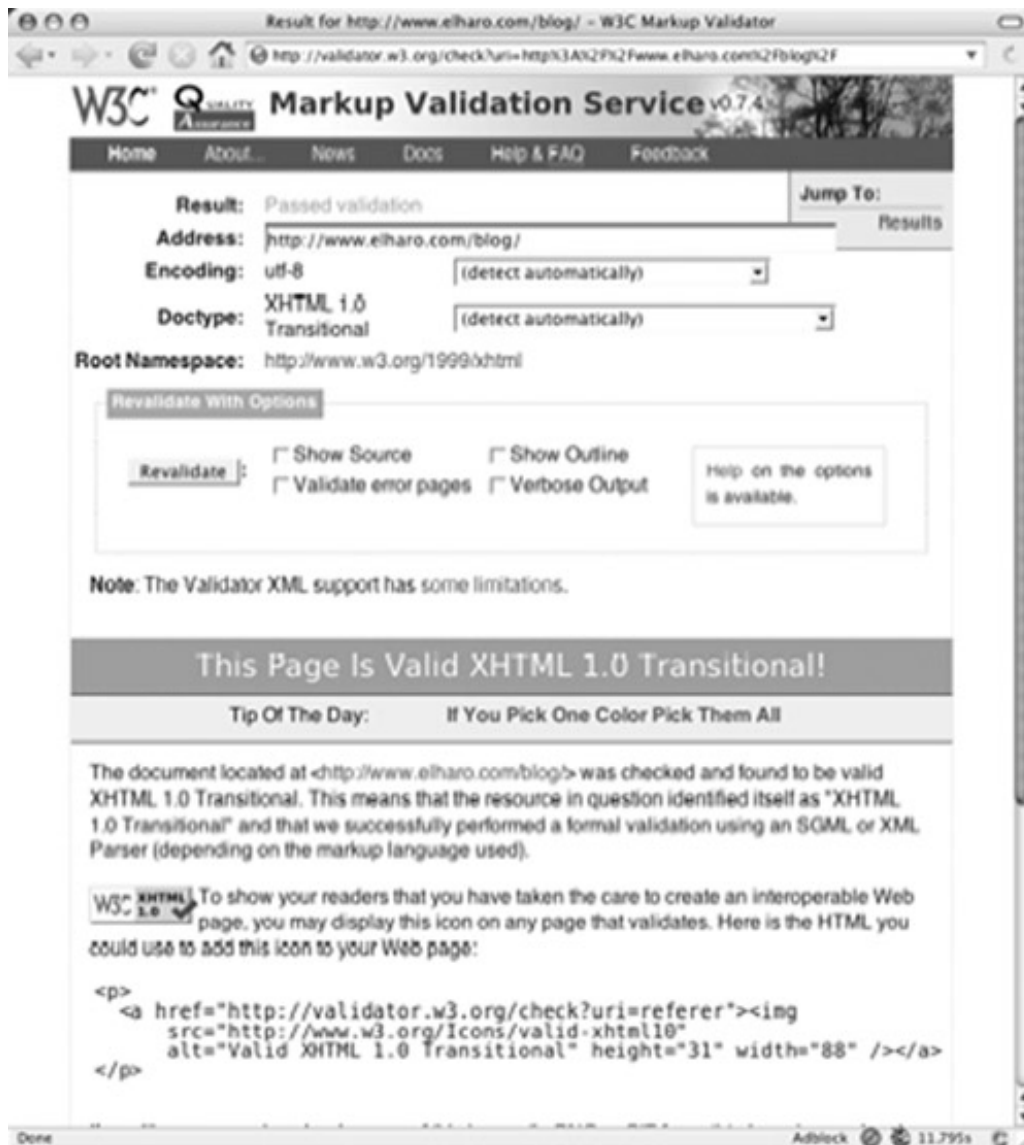 Result for http://www.elharo.com/blog/ – W3C Markup Validator
http://validator.w3.org/check?uri=http%3A%2F%2Fwww.elharo.com%2Fblog%2F
W3C QUALITY Assurance Markup Validation Service v0.7.4
Home About... News Docs Help & FAQ Feedback
Jump To:
Results
Result: Passed validation
Address: http://www.elharo.com/blog/
Encoding: utf-8 (detect automatically)
Doctype: XHTML 1.0 Transitional (detect automatically)
Root Namespace: http://www.w3.org/1999/xhtml
Revalidate With Options
Revalidate : Show Source Show Outline
Validate error pages Verbose Output
Help on the options
is available.
Note: The Validator XML support has some limitations.
This Page Is Valid XHTML 1.0 Transitional!
Tip Of The Day: If You Pick One Color Pick Them All
The document located at <http://www.elharo.com/blog/> was checked and found to be valid
XHTML 1.0 Transitional. This means that the resource in question identified itself as "XHTML
1.0 Transitional" and that we successfully performed a formal validation using an SGML or XML
Parser (depending on the markup language used).
W3C XHTML 1.0 To show your readers that you have taken the care to create an interoperable Web
page, you may display this icon on any page that validates. Here is the HTML you
could use to add this icon to your Web page:
<p>
<a href="http://validator.w3.org/check?uri=referer"><img
src="http://www.w3.org/Icons/valid-xhtml10"
alt="Valid XHTML 1.0 Transitional" height="31" width="88" /></a>
</p>
Done Adblock 11.795s